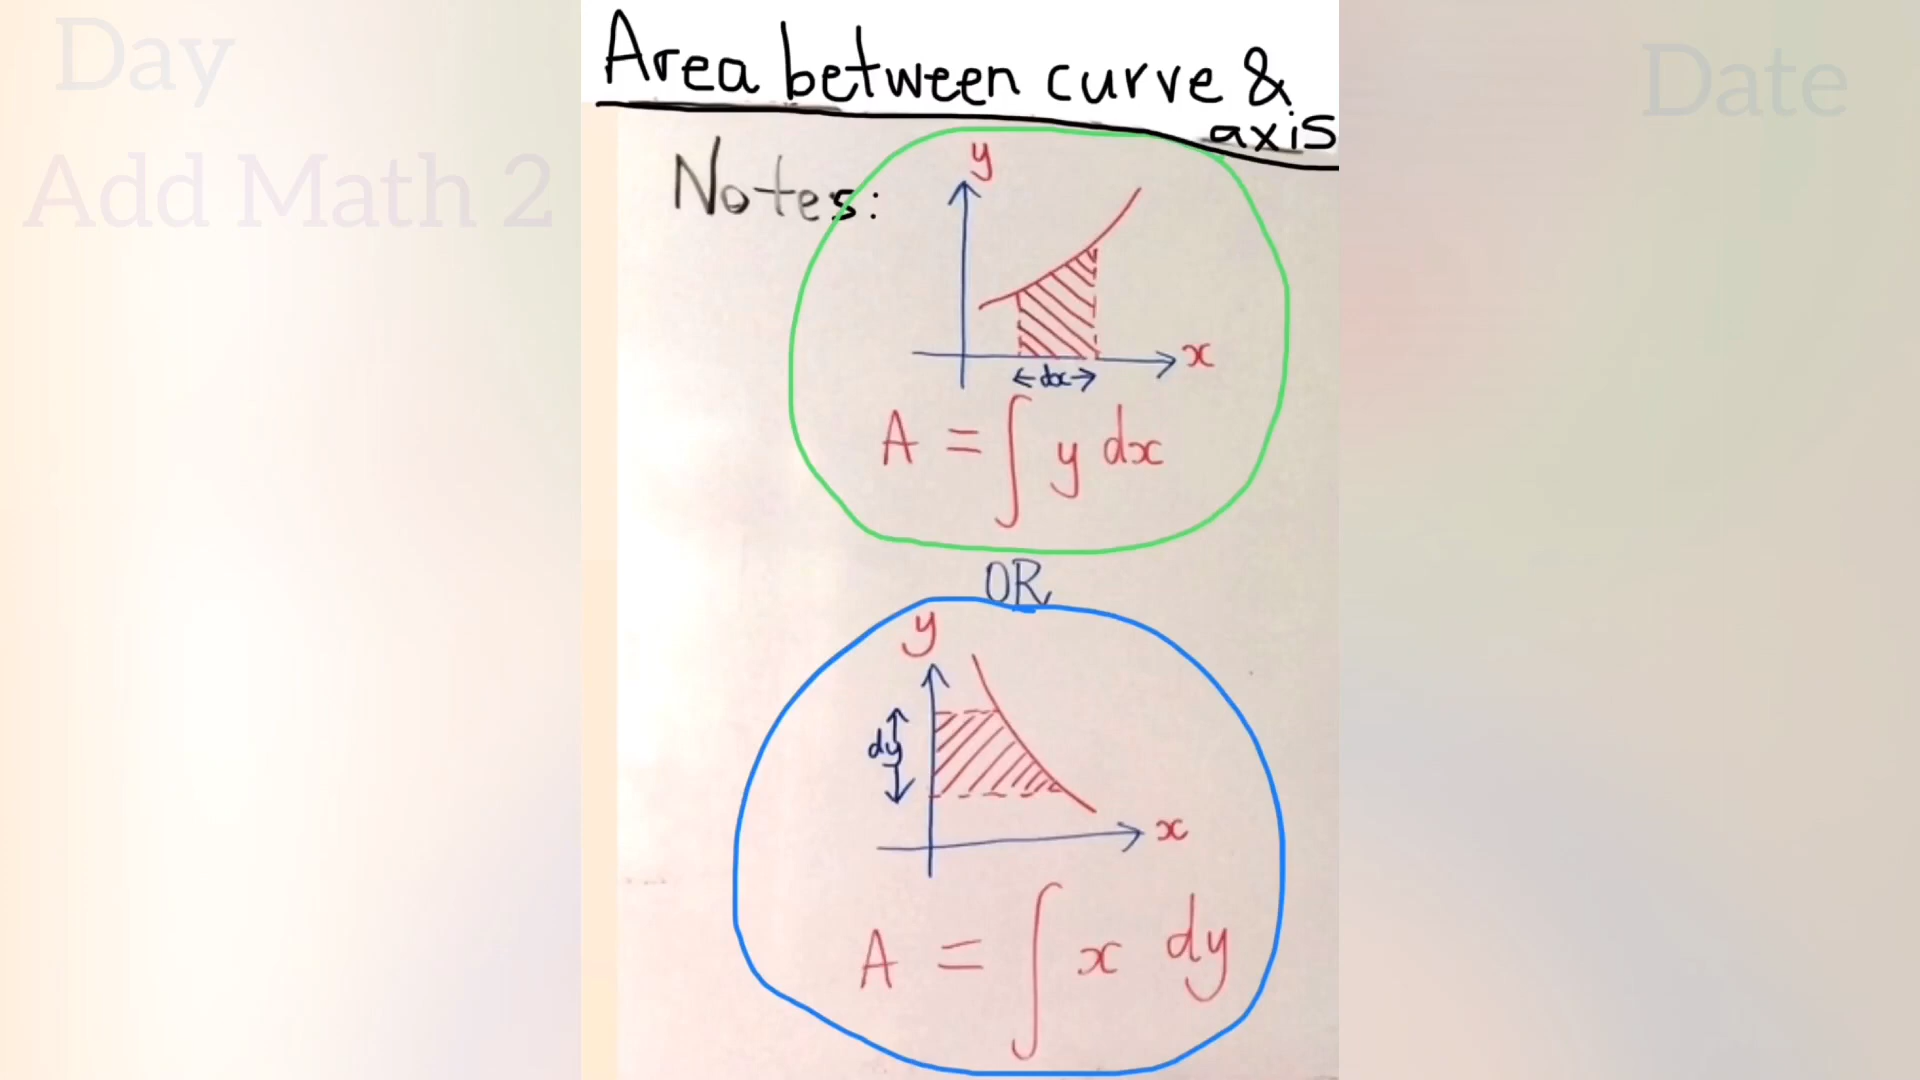 Day
Date
Add Math 2
Area between curve &
axis
Notes:
y
x
dx
A = ∫ y dx
OR
y
dy
x
A = ∫ x dy